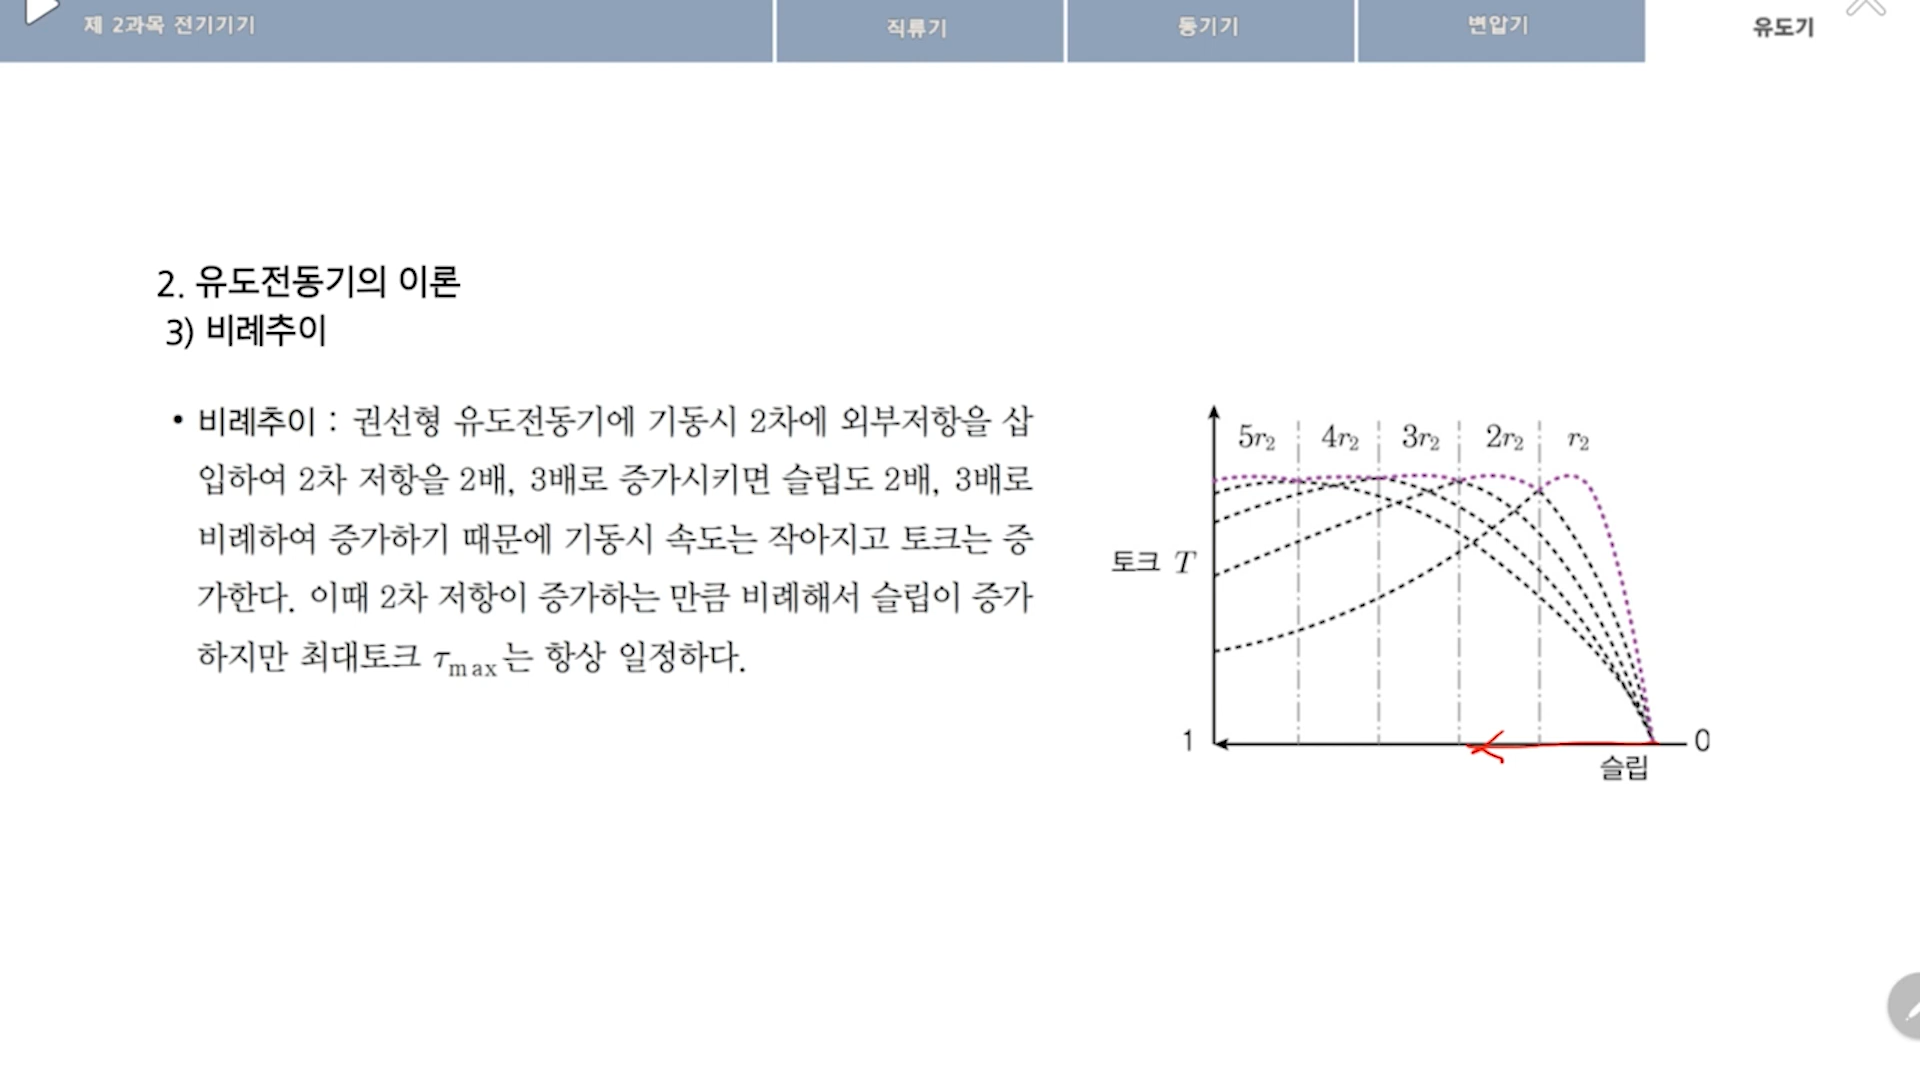 제 2과목 전기기기
직류기
동기기
변압기
유도기
2. 유도전동기의 이론
3) 비례추이
• 비례추이 : 권선형 유도전동기에 기동시 2차에 외부저항을 삽
입하여 2차 저항을 2배, 3배로 증가시키면 슬립도 2배, 3배로
비례하여 증가하기 때문에 기동시 속도는 작아지고 토크는 증
가한다. 이때 2차 저항이 증가하는 만큼 비례해서 슬립이 증가
하지만 최대토크 τmax는 항상 일정하다.
5r₂ 4r₂ 3r₂ 2r₂ r₂
토크 T
1
0
슬립